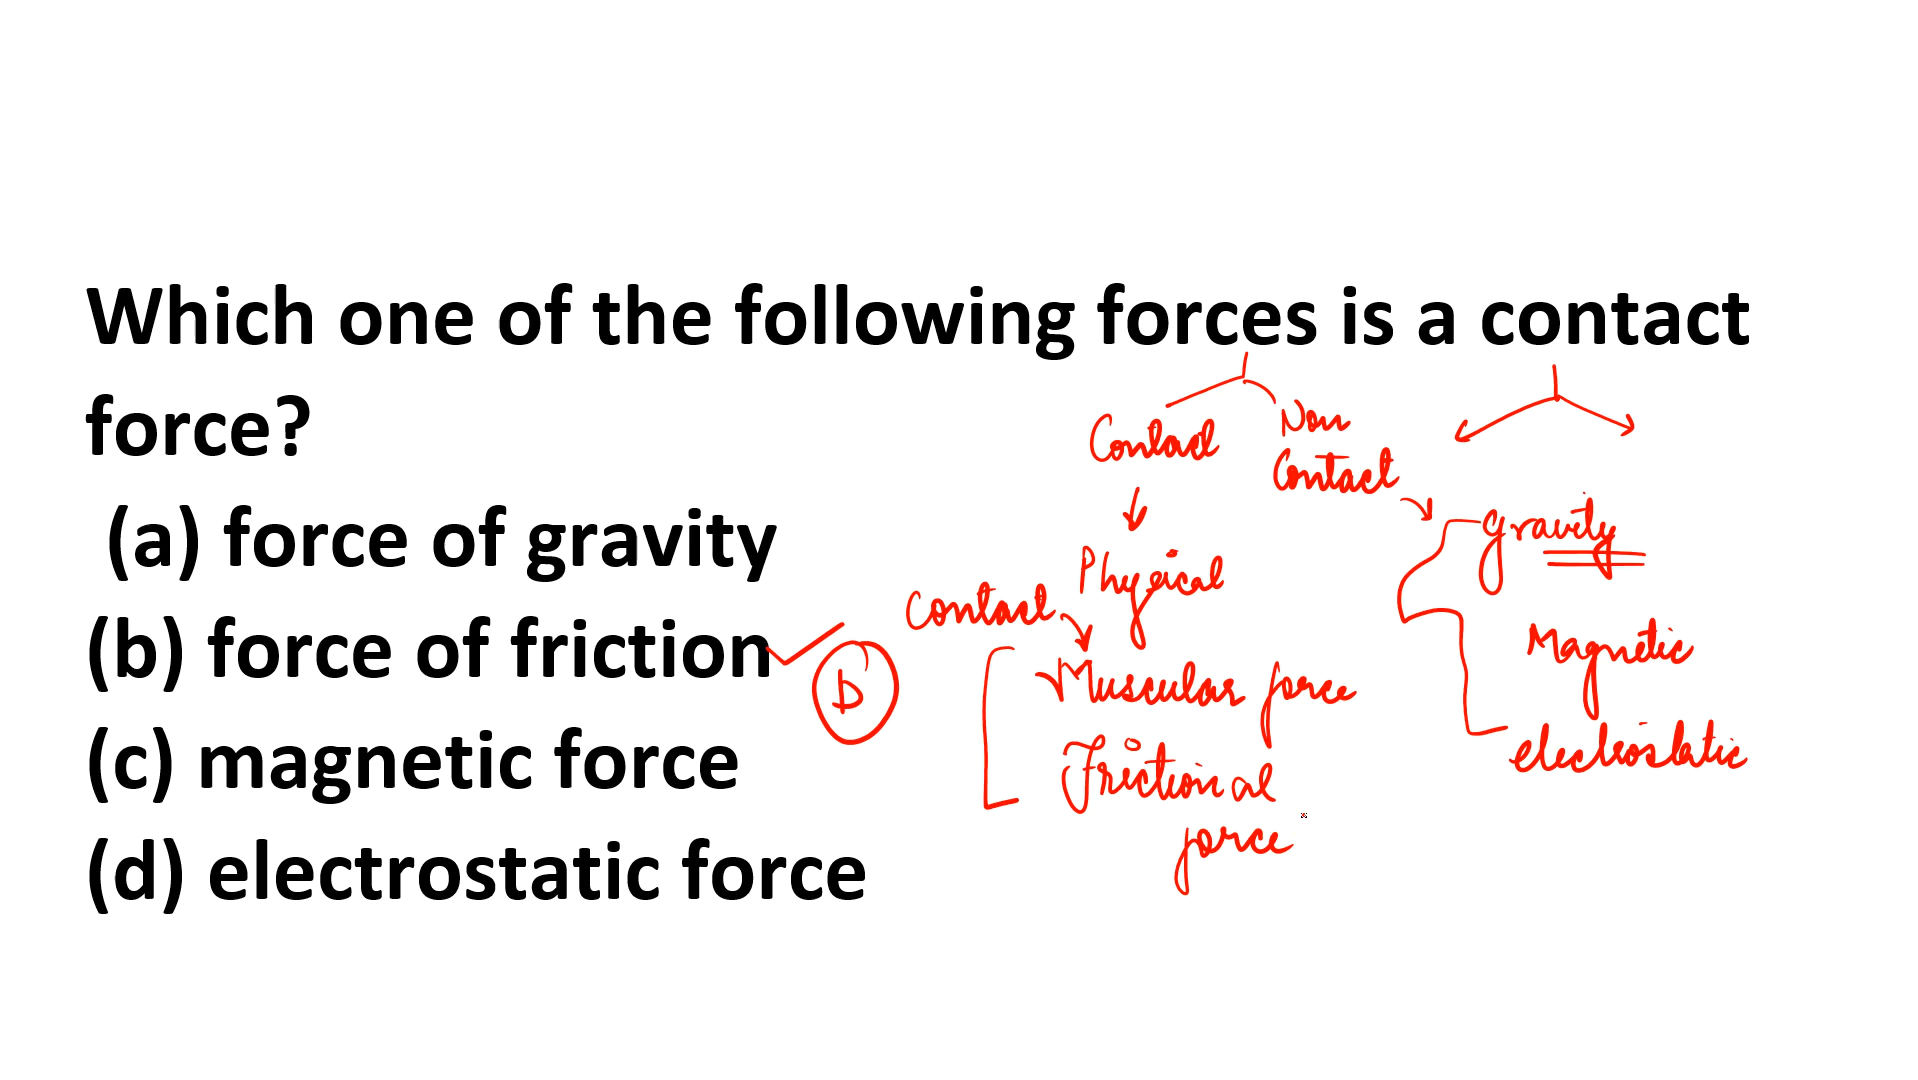 Which one of the following forces is a contact
force?
(a) force of gravity
(b) force of friction
(c) magnetic force
(d) electrostatic force
Contact
Non
Contact
Physical
Contact
Muscular force
Frictional
force
gravity
Magnetic
electrostatic
b